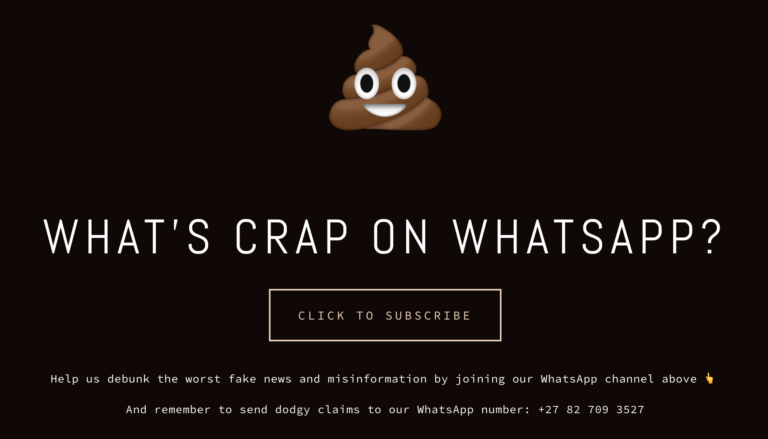 WHAT'S CRAP ON WHATSAPP?
CLICK TO SUBSCRIBE
Help us debunk the worst fake news and misinformation by joining our WhatsApp channel above 👆
And remember to send dodgy claims to our WhatsApp number: +27 82 709 3527